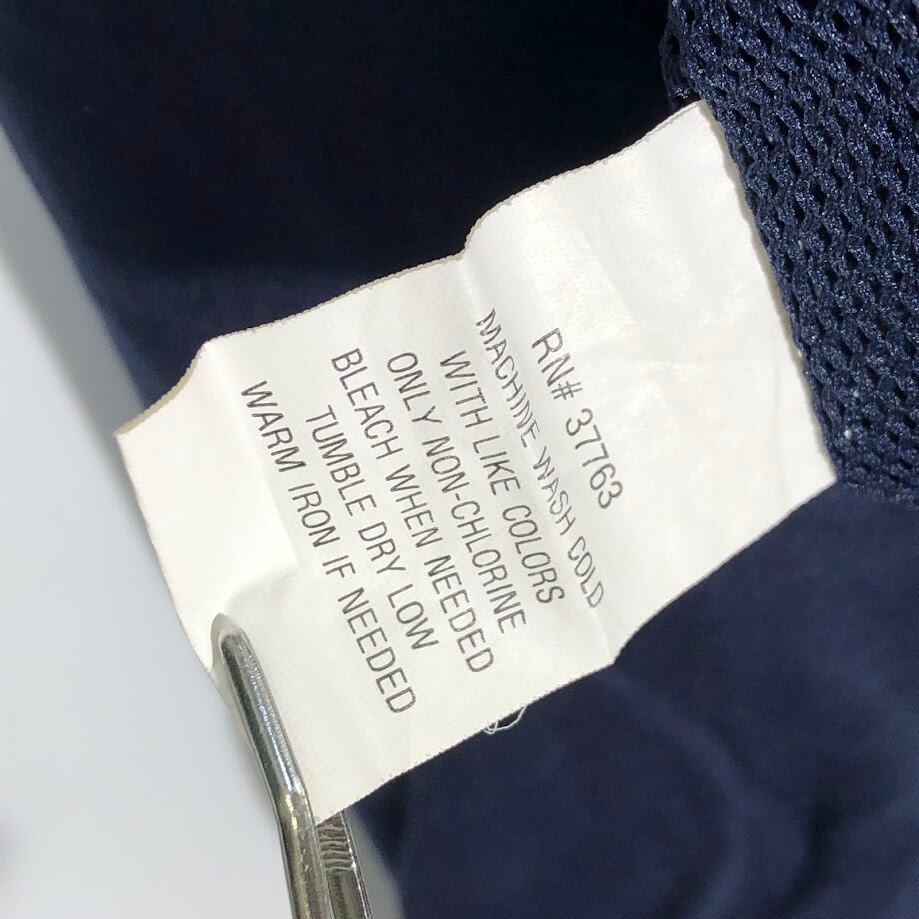 RN# 37763
MACHINE WASH COLD
WITH LIKE COLORS
ONLY NON-CHLORINE
BLEACH WHEN NEEDED
TUMBLE DRY LOW
WARM IRON IF NEEDED